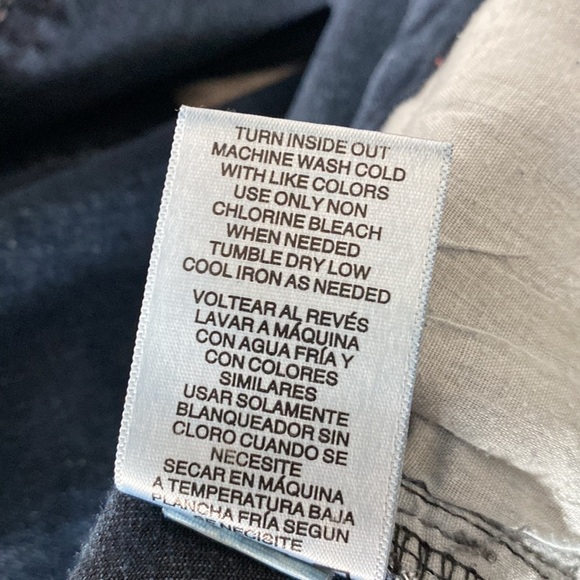 TURN INSIDE OUT
MACHINE WASH COLD
WITH LIKE COLORS
USE ONLY NON
CHLORINE BLEACH
WHEN NEEDED
TUMBLE DRY LOW
COOL IRON AS NEEDED
VOLTEAR AL REVÉS
LAVAR A MÁQUINA
CON AGUA FRÍA Y
CON COLORES
SIMILARES
USAR SOLAMENTE
BLANQUEADOR SIN
CLORO CUANDO SE
NECESITE
SECAR EN MÁQUINA
A TEMPERATURA BAJA
PLANCHA FRÍA SEGUN
SE NECISITE